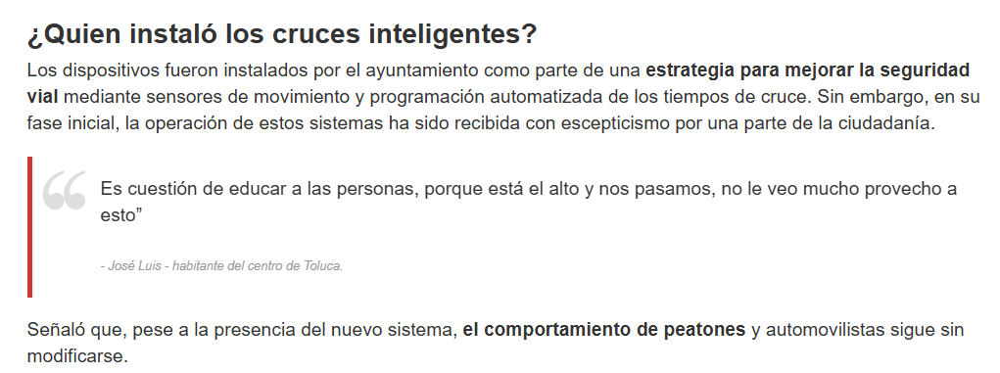 ¿Quien instaló los cruces inteligentes?
Los dispositivos fueron instalados por el ayuntamiento como parte de una estrategia para mejorar la seguridad
vial mediante sensores de movimiento y programación automatizada de los tiempos de cruce. Sin embargo, en su
fase inicial, la operación de estos sistemas ha sido recibida con escepticismo por una parte de la ciudadanía.
“
Es cuestión de educar a las personas, porque está el alto y nos pasamos, no le veo mucho provecho a
esto”
- José Luis - habitante del centro de Toluca.
Señaló que, pese a la presencia del nuevo sistema, el comportamiento de peatones y automovilistas sigue sin
modificarse.